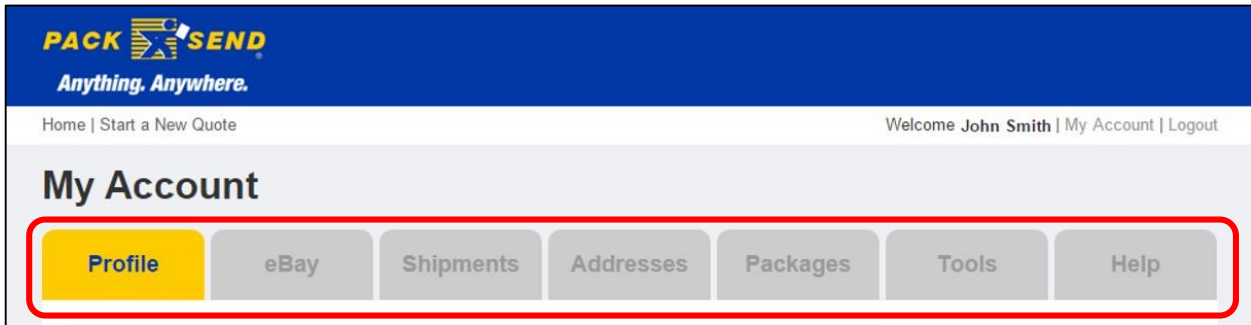 PACK SEND
Anything. Anywhere.
Home | Start a New Quote
Welcome John Smith | My Account | Logout
My Account
Profile eBay Shipments Addresses Packages Tools Help